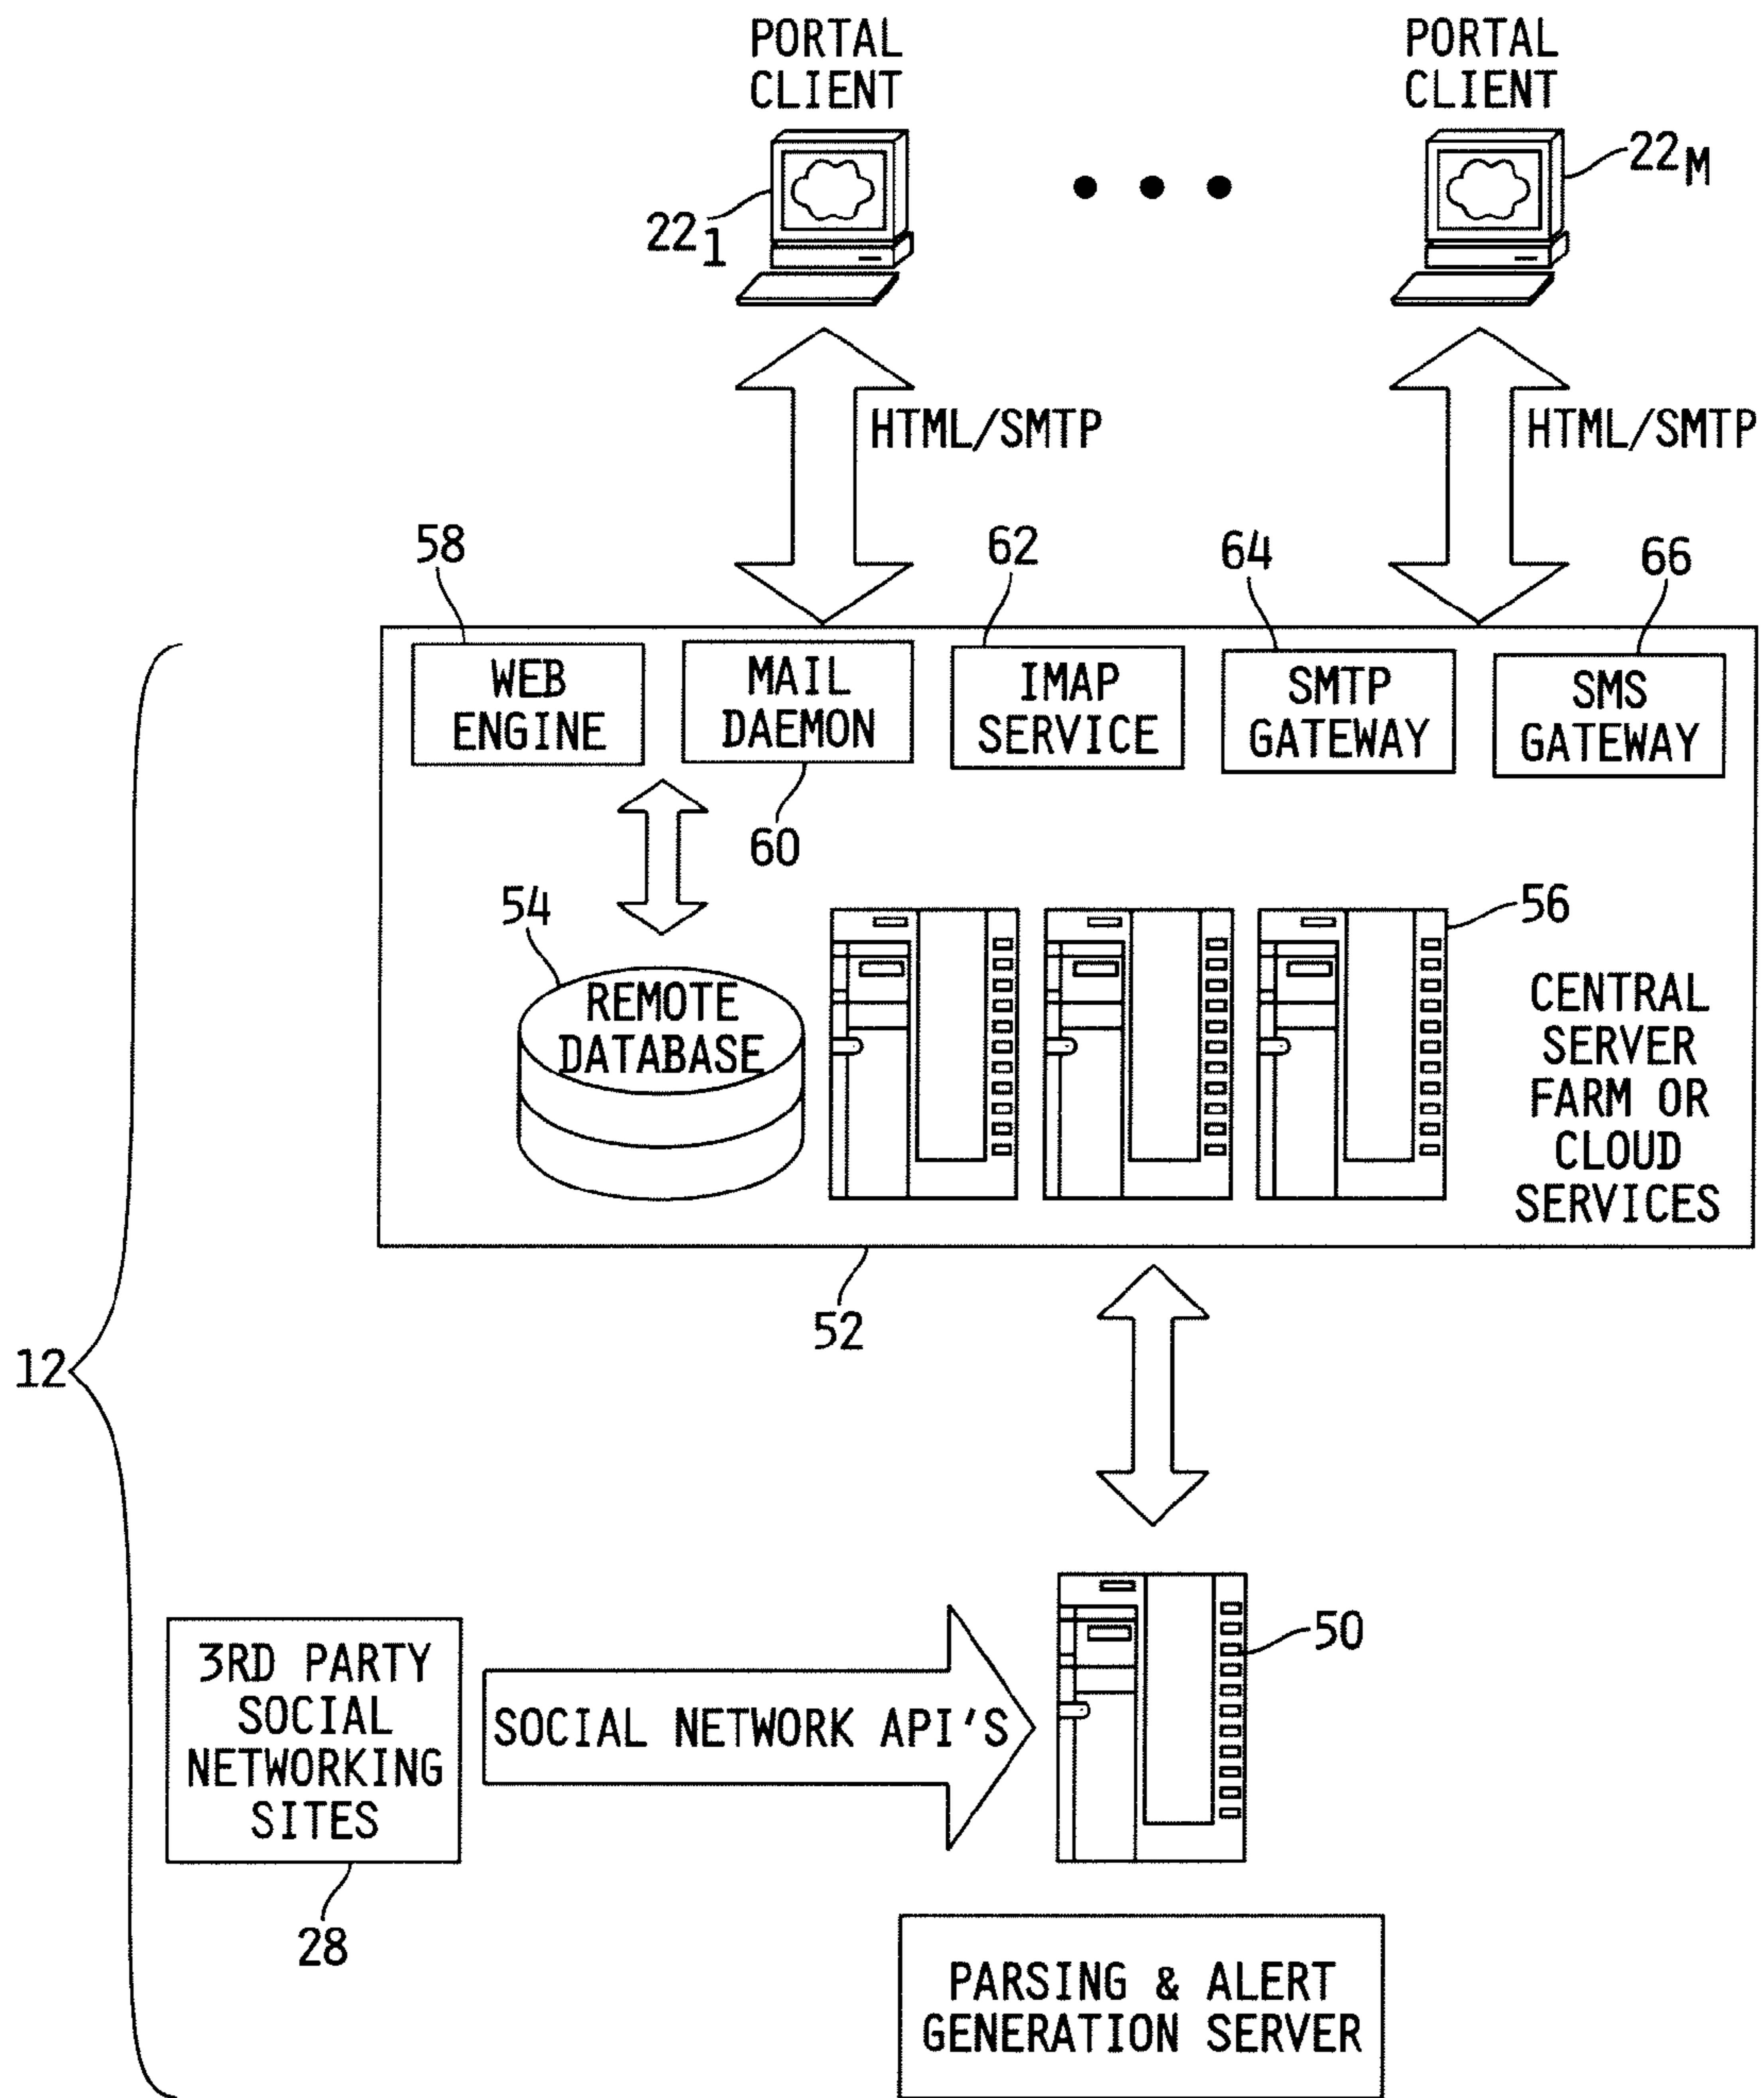 PORTAL
CLIENT
PORTAL
CLIENT
22M
221
HTML/SMTP
HTML/SMTP
58
62
64
66
WEB
ENGINE
MAIL
DAEMON
IMAP
SERVICE
SMTP
GATEWAY
SMS
GATEWAY
60
54
56
REMOTE
DATABASE
CENTRAL
SERVER
FARM OR
CLOUD
SERVICES
52
12
50
3RD PARTY
SOCIAL
NETWORKING
SITES
SOCIAL NETWORK API'S
28
PARSING & ALERT
GENERATION SERVER